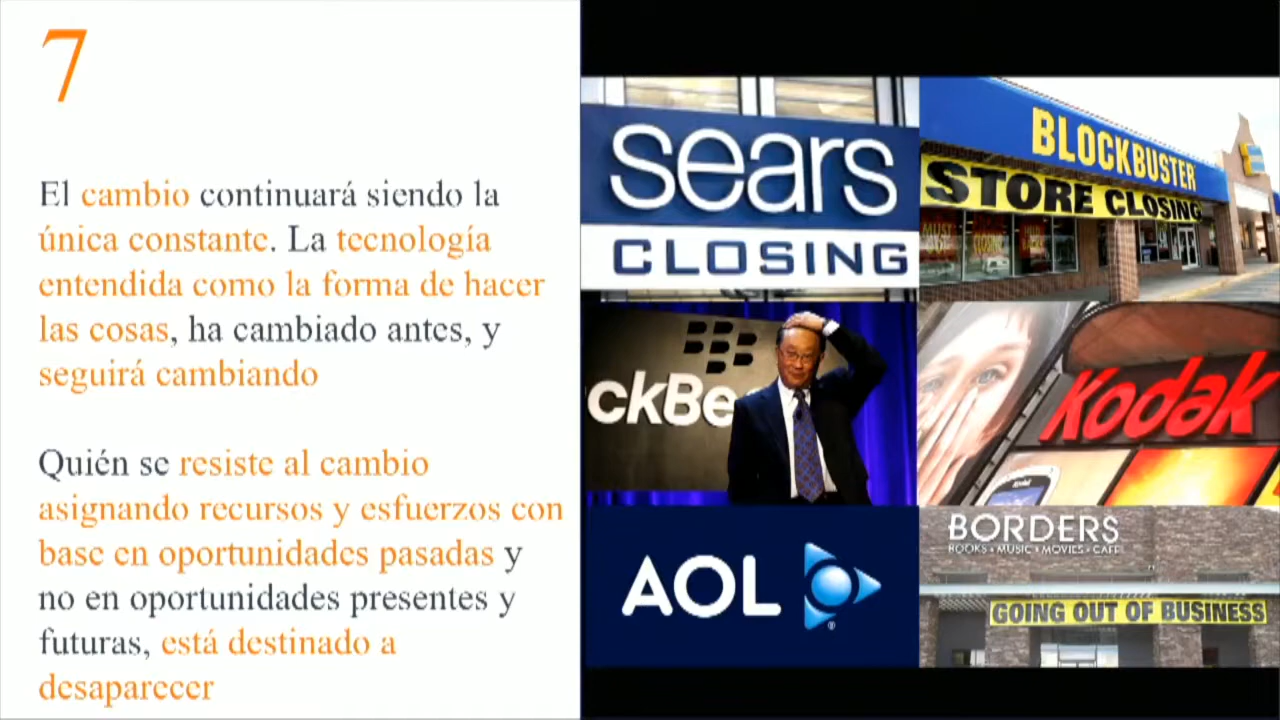 7
El cambio continuará siendo la
única constante. La tecnología
entendida como la forma de hacer
las cosas, ha cambiado antes, y
seguirá cambiando
Quién se resiste al cambio
asignando recursos y esfuerzos con
base en oportunidades pasadas y
no en oportunidades presentes y
futuras, está destinado a
desaparecer
sears
CLOSING
BLOCKBUSTER
STORE CLOSING
ckBe
Kodak
AOL
BORDERS
BOOKS • MUSIC • MOVIES • CAFE
GOING OUT OF BUSINESS